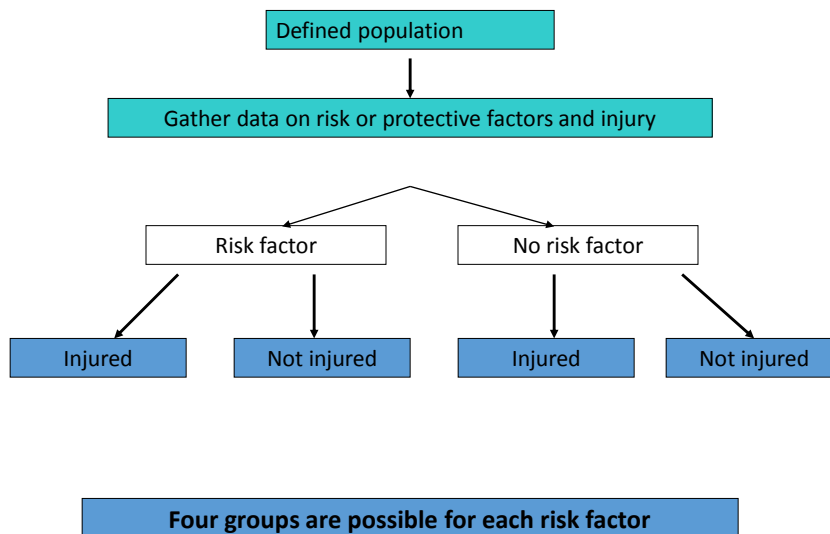 Defined population
Gather data on risk or protective factors and injury
Risk factor
No risk factor
Injured
Not injured
Injured
Not injured
Four groups are possible for each risk factor